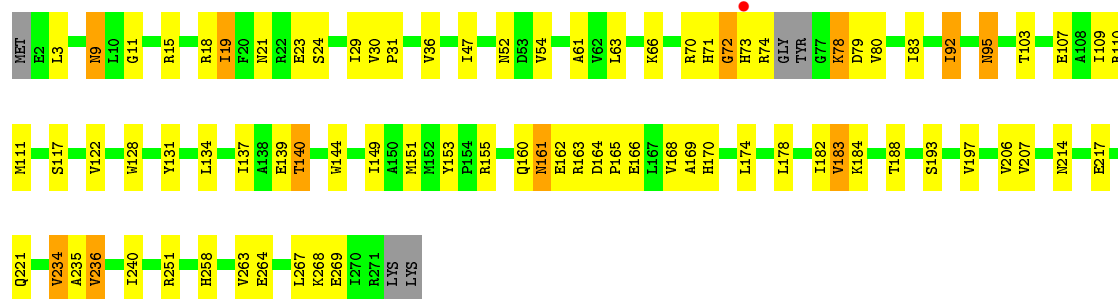 MET E2 L3 N9 L10 G11 R15 R18 I19 F20 N21 R22 E23 S24 I29 V30 P31 V36 I47 N52 D53 V54 A61 V62 L63 K66 R70 H71 G72 H73 R74 GLY TYR G77 K78 D79 V80 I83 I92 N95 T103 E107 A108 I109 R110
M111 S117 V122 W128 Y131 L134 I137 A138 E139 T140 W144 I149 A150 M151 M152 Y153 P154 R155 Q160 N161 E162 R163 D164 P165 E166 L167 V168 A169 H170 L174 L178 I182 V183 K184 T188 S193 V197 V206 V207 N214 E217
Q221 V234 A235 V236 I240 R251 H258 V263 E264 L267 K268 E269 I270 R271 LYS LYS